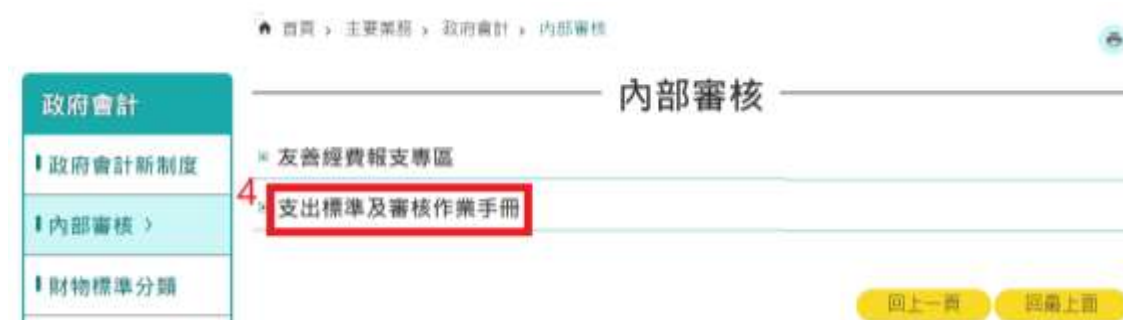 首頁 › 主要業務 › 政府會計 › 內部審核
政府會計
內部審核
政府會計新制度
友善經費報支專區
4
支出標準及審核作業手冊
內部審核 〉
財物標準分類
回上一頁
回最上面